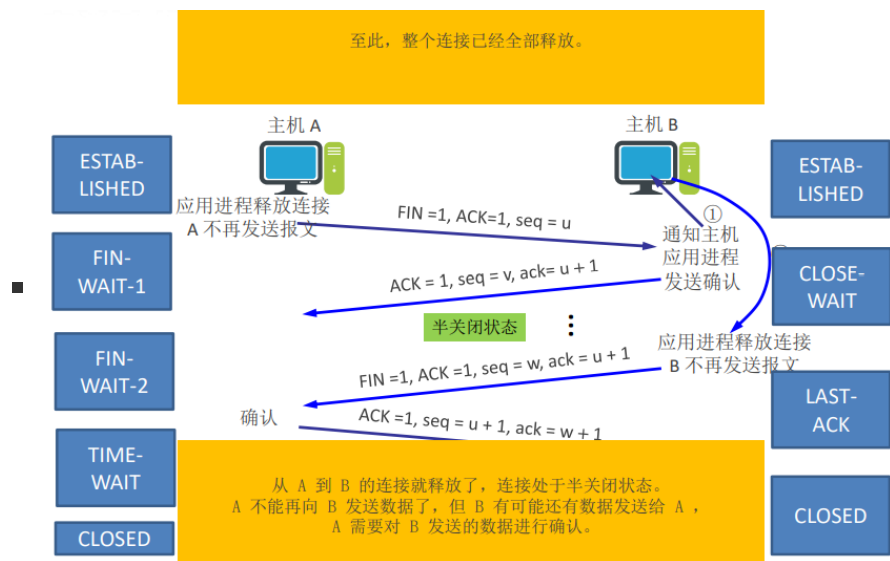 至此，整个连接已经全部释放。
主机 A
主机 B
ESTAB-
LISHED
ESTAB-
LISHED
应用进程释放连接
A 不再发送报文
FIN =1, ACK=1, seq = u
①
通知主机
应用进程
发送确认
FIN-
WAIT-1
ACK = 1, seq = v, ack= u + 1
CLOSE-
WAIT
半关闭状态
应用进程释放连接
B 不再发送报文
FIN-
WAIT-2
FIN =1, ACK =1, seq = w, ack = u + 1
LAST-
ACK
确认
ACK =1, seq = u + 1, ack = w + 1
TIME-
WAIT
从 A 到 B 的连接就释放了，连接处于半关闭状态。
A 不能再向 B 发送数据了，但 B 有可能还有数据发送给 A ，
A 需要对 B 发送的数据进行确认。
CLOSED
CLOSED